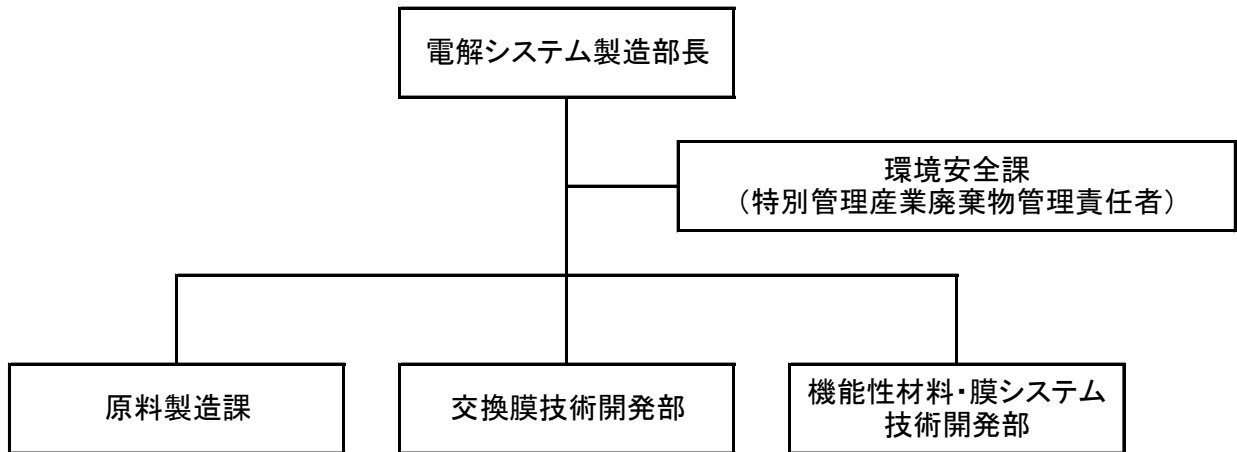 電解システム製造部長
環境安全課
（特別管理産業廃棄物管理責任者）
原料製造課
交換膜技術開発部
機能性材料・膜システム
技術開発部